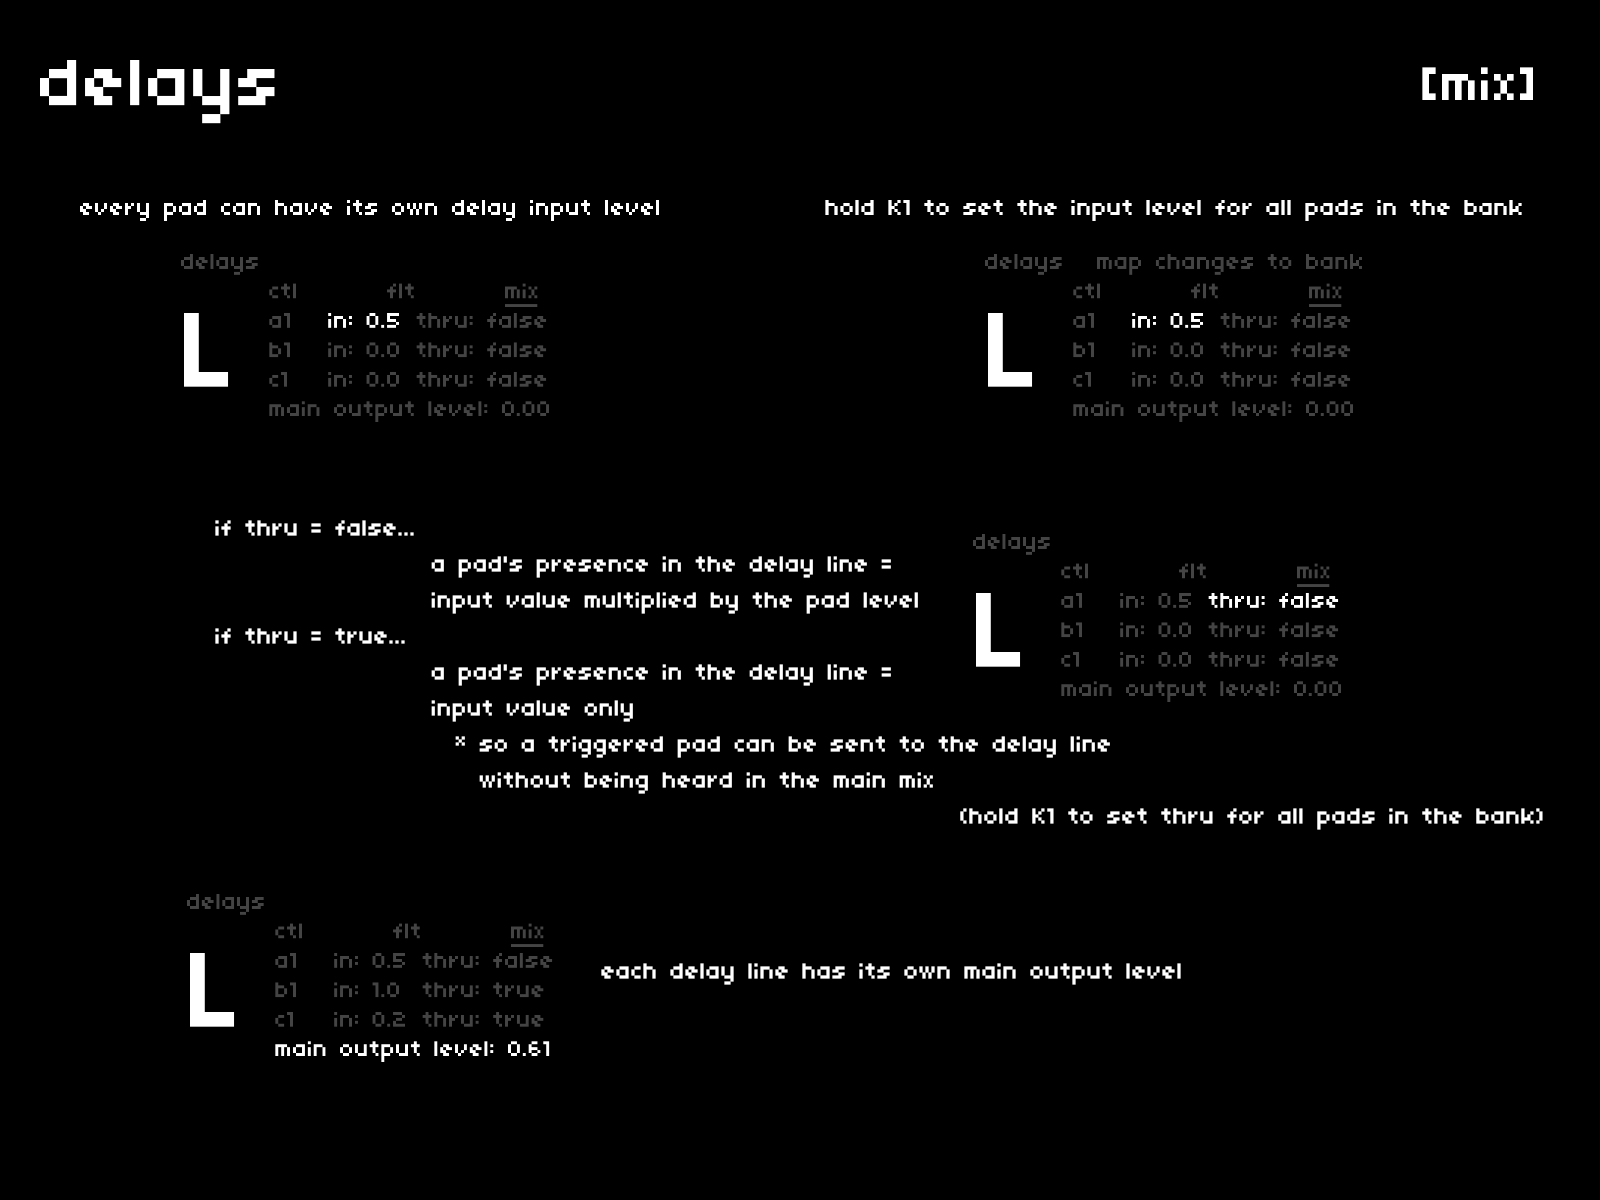 delays
[mix]
every pad can have its own delay input level
hold K1 to set the input level for all pads in the bank
delays
ctl flt mix
L
a1 in: 0.5 thru: false
b1 in: 0.0 thru: false
c1 in: 0.0 thru: false
main output level: 0.00
delays map changes to bank
ctl flt mix
L
a1 in: 0.5 thru: false
b1 in: 0.0 thru: false
c1 in: 0.0 thru: false
main output level: 0.00
if thru = false...
a pad's presence in the delay line =
input value multiplied by the pad level
if thru = true...
a pad's presence in the delay line =
input value only
* so a triggered pad can be sent to the delay line
without being heard in the main mix
(hold K1 to set thru for all pads in the bank)
delays
ctl flt mix
L
a1 in: 0.5 thru: false
b1 in: 0.0 thru: false
c1 in: 0.0 thru: false
main output level: 0.00
delays
ctl flt mix
L
a1 in: 0.5 thru: false
b1 in: 1.0 thru: true
c1 in: 0.2 thru: true
main output level: 0.61
each delay line has its own main output level